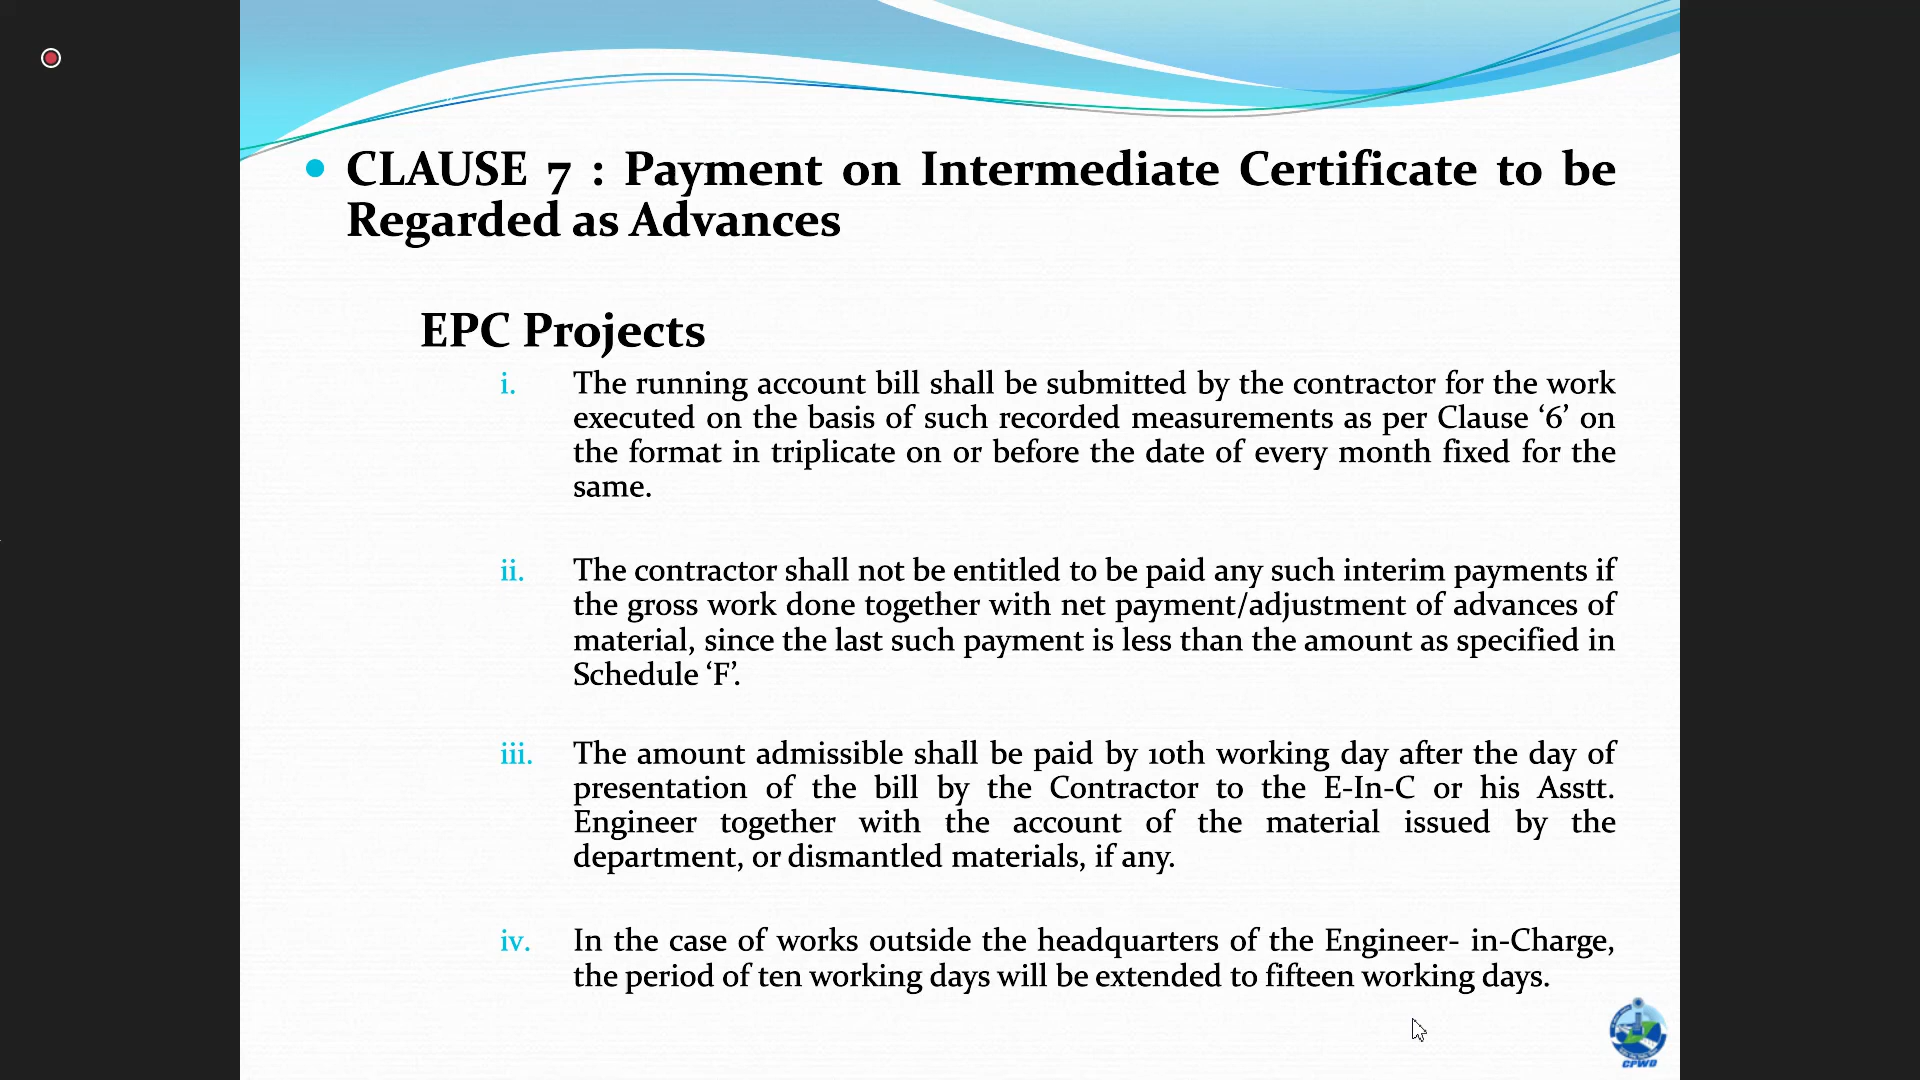 • CLAUSE 7 : Payment on Intermediate Certificate to be
Regarded as Advances
EPC Projects
i. The running account bill shall be submitted by the contractor for the work
executed on the basis of such recorded measurements as per Clause ‘6’ on
the format in triplicate on or before the date of every month fixed for the
same.
ii. The contractor shall not be entitled to be paid any such interim payments if
the gross work done together with net payment/adjustment of advances of
material, since the last such payment is less than the amount as specified in
Schedule ‘F’.
iii. The amount admissible shall be paid by 10th working day after the day of
presentation of the bill by the Contractor to the E-In-C or his Asstt.
Engineer together with the account of the material issued by the
department, or dismantled materials, if any.
iv. In the case of works outside the headquarters of the Engineer- in-Charge,
the period of ten working days will be extended to fifteen working days.
CPWD